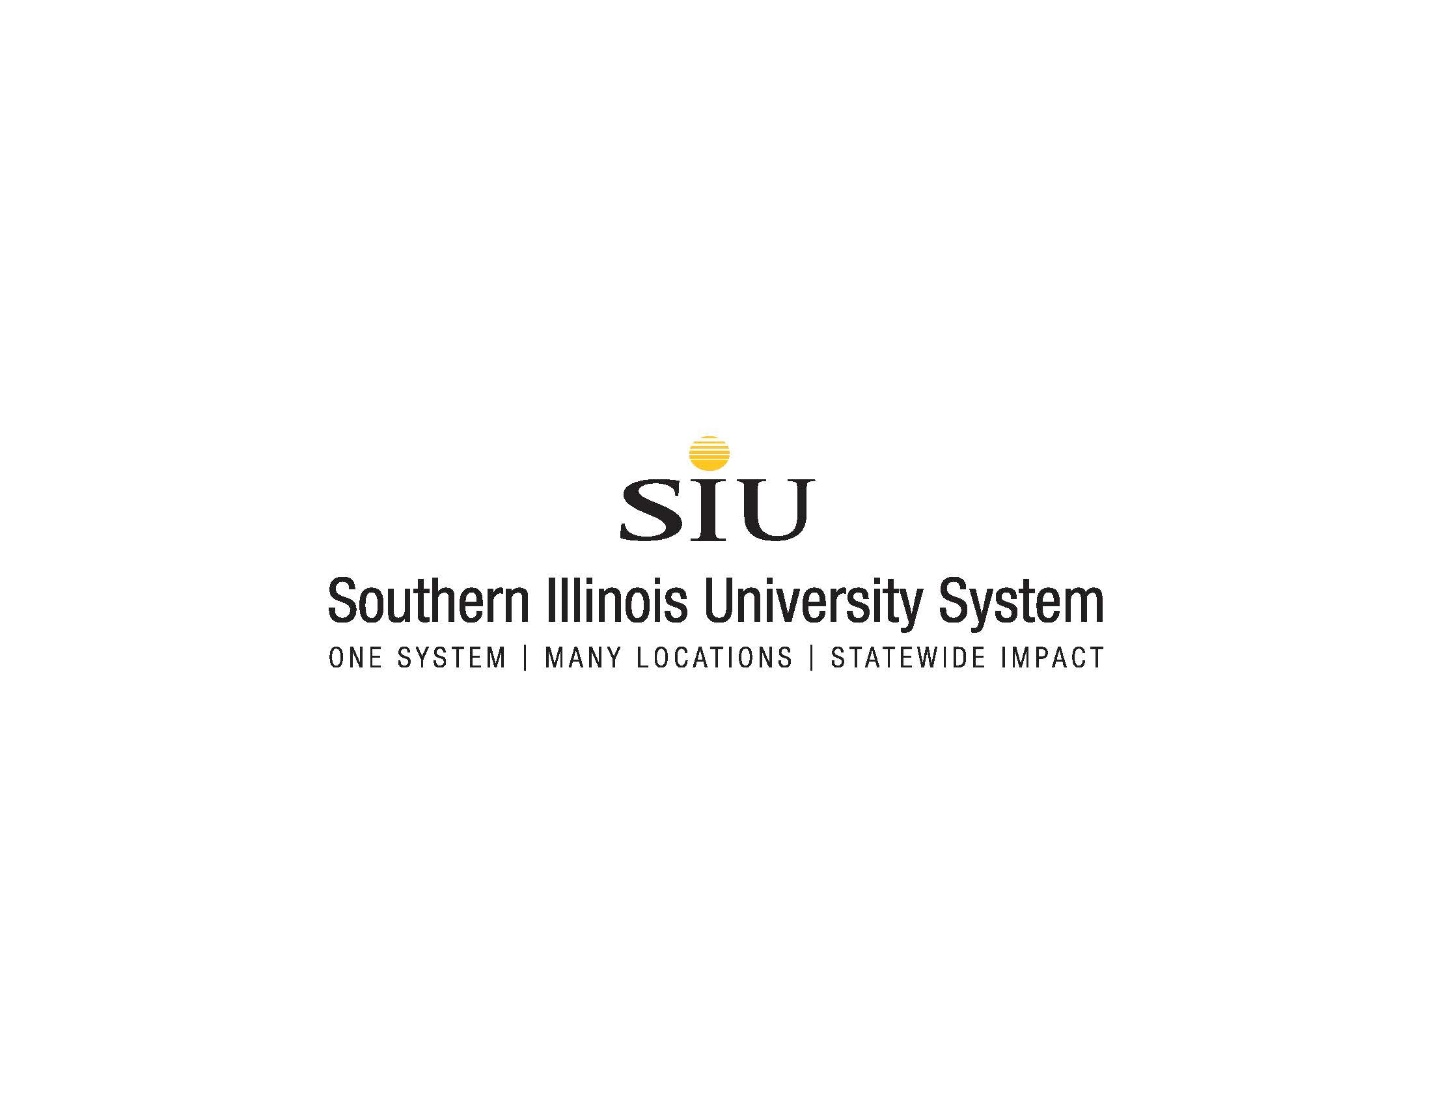 SIU
Southern Illinois University System
ONE SYSTEM | MANY LOCATIONS | STATEWIDE IMPACT